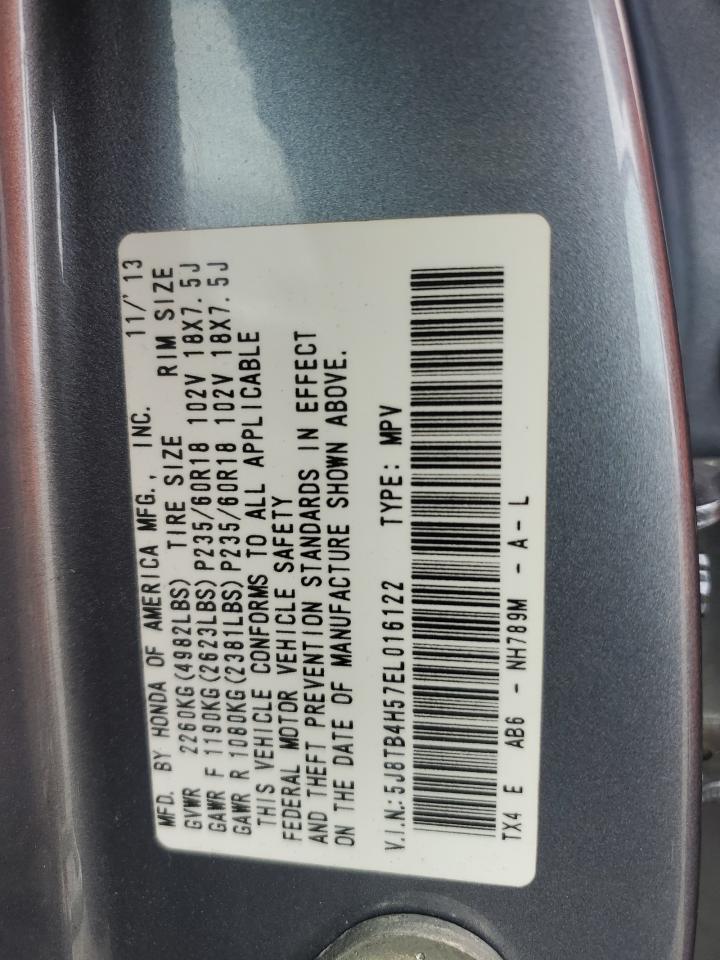 MFD. BY HONDA OF AMERICA MFG., INC. 11/'13
GVWR 2260KG(4982LBS) TIRE SIZE RIM SIZE
GAWR F 1190KG(2623LBS) P235/60R18 102V 18X7.5J
GAWR R 1080KG(2381LBS) P235/60R18 102V 18X7.5J
THIS VEHICLE CONFORMS TO ALL APPLICABLE
FEDERAL MOTOR VEHICLE SAFETY
AND THEFT PREVENTION STANDARDS IN EFFECT
ON THE DATE OF MANUFACTURE SHOWN ABOVE.
V.I.N.:5J8TB4H57EL016122 TYPE: MPV
TX4 E AB6 - NH789M - A-L